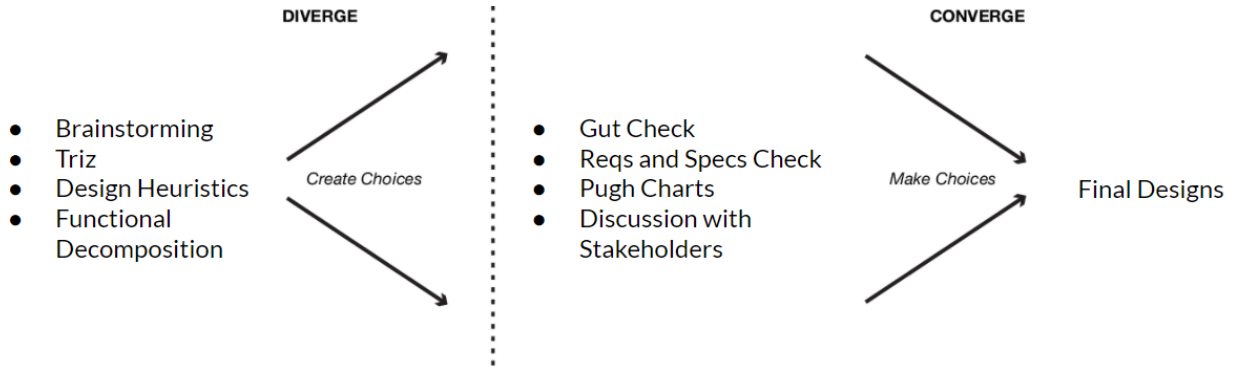 DIVERGE
CONVERGE
● Brainstorming
● Triz
● Design Heuristics
● Functional
Decomposition
Create Choices
● Gut Check
● Reqs and Specs Check
● Pugh Charts
● Discussion with
Stakeholders
Make Choices
Final Designs